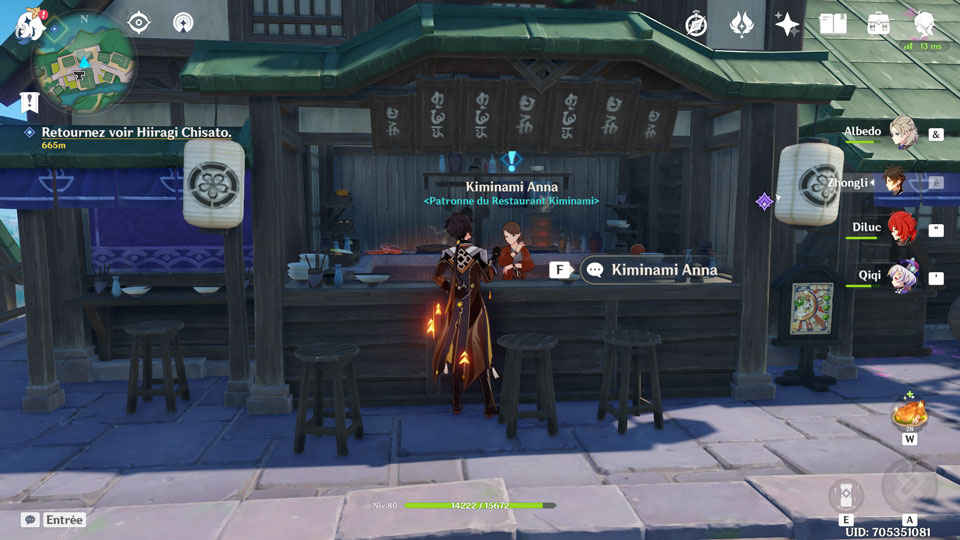 N
13 ms
Retournez voir Hiiragi Chisato.
665m
Kiminami Anna
<Patronne du Restaurant Kiminami>
F
Kiminami Anna
Albedo
&
Zhongli
é
Diluc
"
Qiqi
'
28
W
Niv.80
14222 / 15672
Entrée
E
A
UID: 705351081